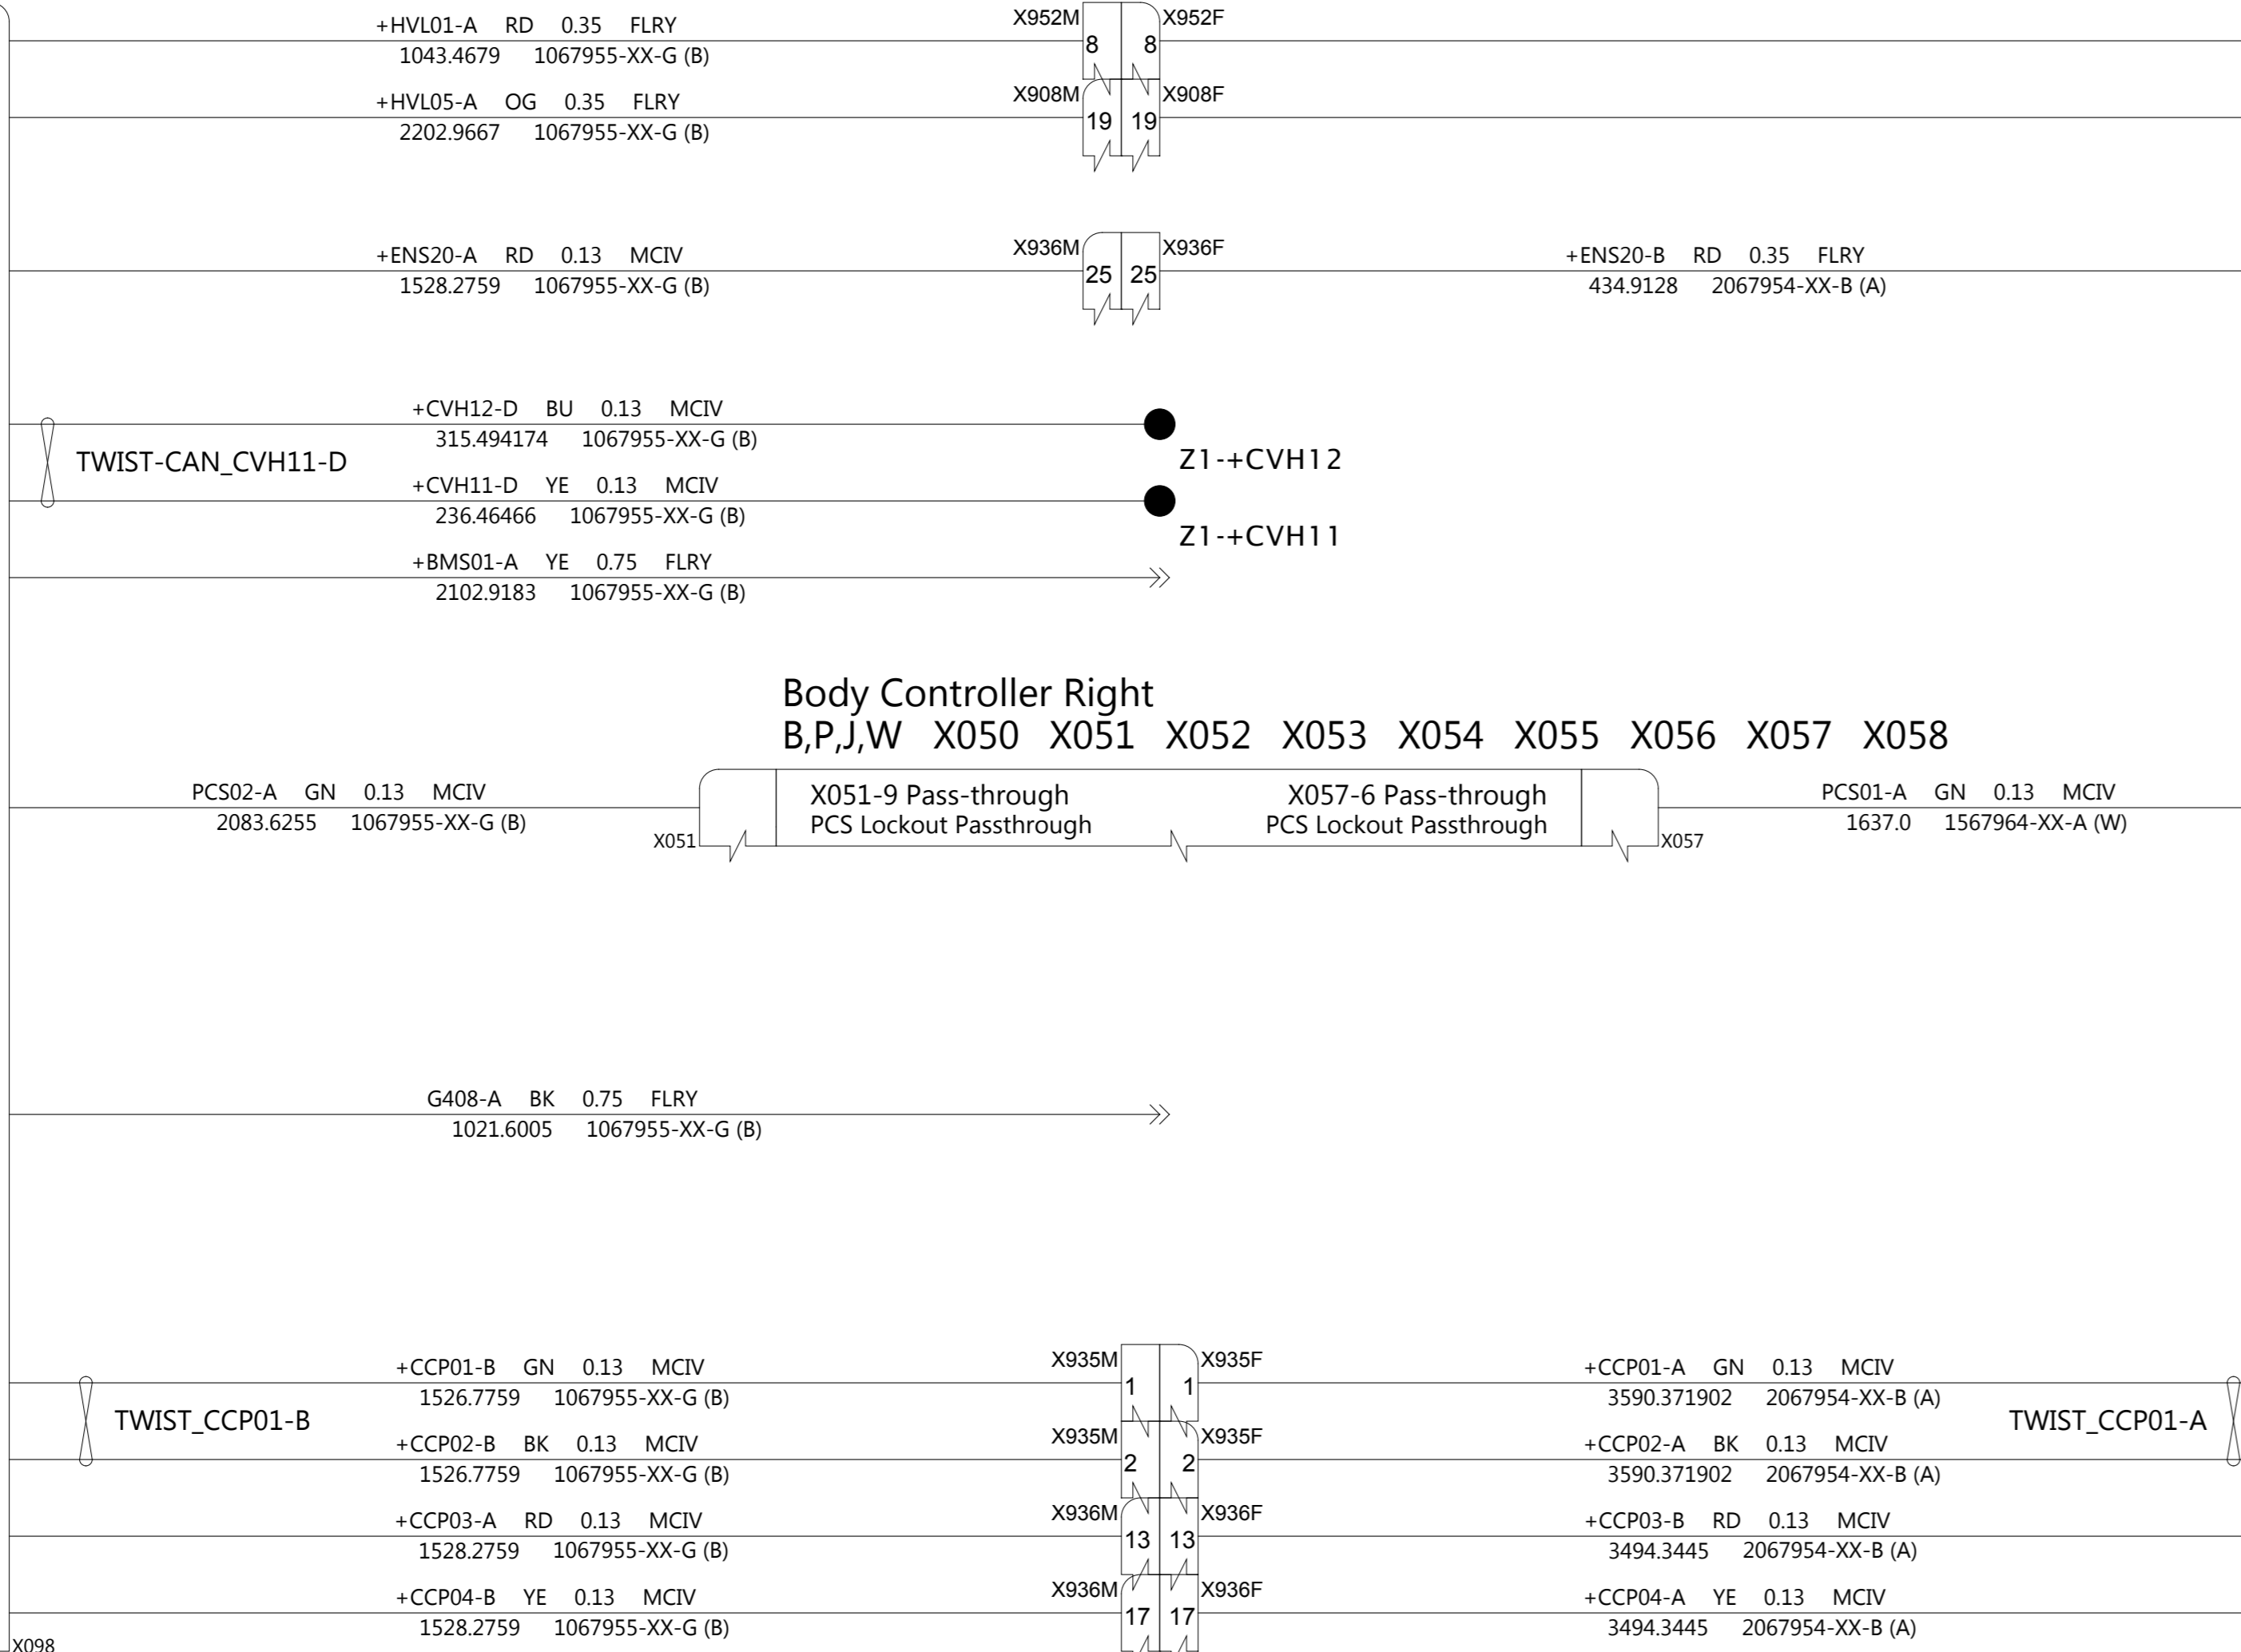 +HVL01-A RD 0.35 FLRY
1043.4679 1067955-XX-G (B)
X952M X952F
8 8
+HVL05-A OG 0.35 FLRY
2202.9667 1067955-XX-G (B)
X908M X908F
19 19
+ENS20-A RD 0.13 MCIV
1528.2759 1067955-XX-G (B)
X936M X936F
25 25
+ENS20-B RD 0.35 FLRY
434.9128 2067954-XX-B (A)
+CVH12-D BU 0.13 MCIV
315.494174 1067955-XX-G (B)
Z1-+CVH12
TWIST-CAN_CVH11-D
+CVH11-D YE 0.13 MCIV
236.46466 1067955-XX-G (B)
Z1-+CVH11
+BMS01-A YE 0.75 FLRY
2102.9183 1067955-XX-G (B)
Body Controller Right
B,P,J,W X050 X051 X052 X053 X054 X055 X056 X057 X058
PCS02-A GN 0.13 MCIV
2083.6255 1067955-XX-G (B)
X051
X051-9 Pass-through
PCS Lockout Passthrough
X057-6 Pass-through
PCS Lockout Passthrough
X057
PCS01-A GN 0.13 MCIV
1637.0 1567964-XX-A (W)
G408-A BK 0.75 FLRY
1021.6005 1067955-XX-G (B)
+CCP01-B GN 0.13 MCIV
1526.7759 1067955-XX-G (B)
X935M X935F
1 1
+CCP01-A GN 0.13 MCIV
3590.371902 2067954-XX-B (A)
TWIST_CCP01-B
TWIST_CCP01-A
+CCP02-B BK 0.13 MCIV
1526.7759 1067955-XX-G (B)
X935M X935F
2 2
+CCP02-A BK 0.13 MCIV
3590.371902 2067954-XX-B (A)
+CCP03-A RD 0.13 MCIV
1528.2759 1067955-XX-G (B)
X936M X936F
13 13
+CCP03-B RD 0.13 MCIV
3494.3445 2067954-XX-B (A)
+CCP04-B YE 0.13 MCIV
1528.2759 1067955-XX-G (B)
X936M X936F
17 17
+CCP04-A YE 0.13 MCIV
3494.3445 2067954-XX-B (A)
X098